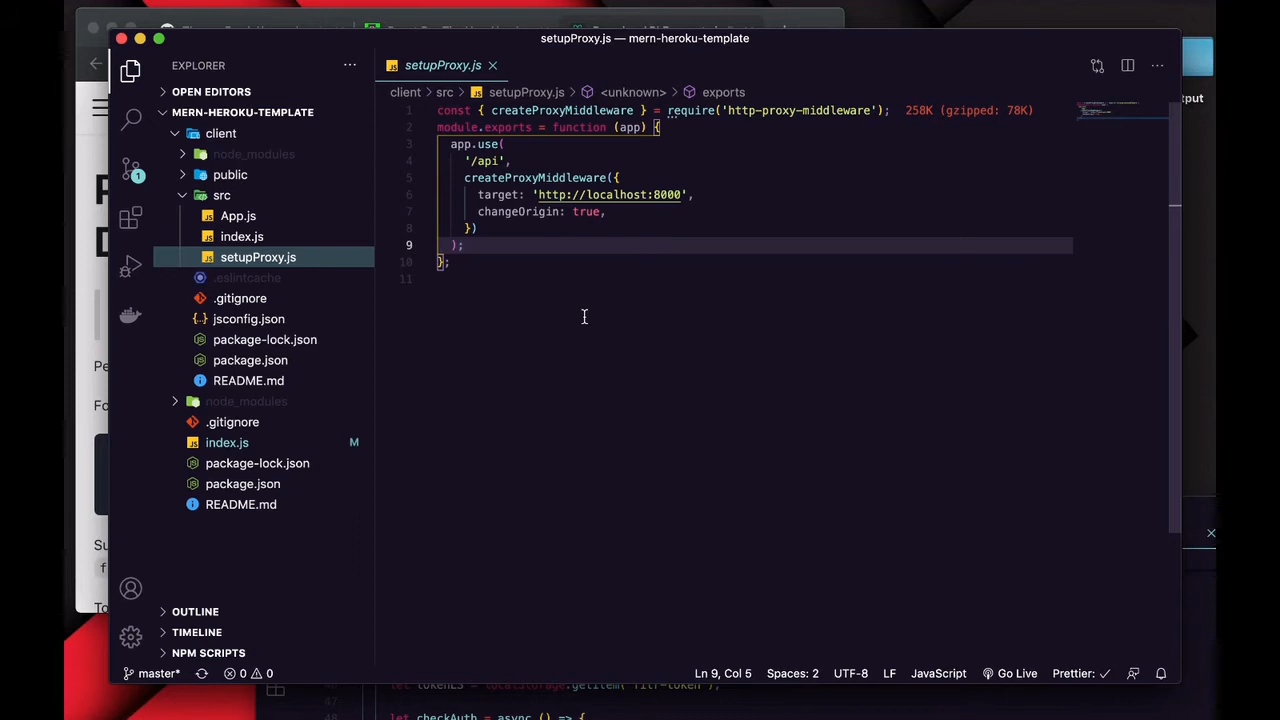 setupProxy.js — mern-heroku-template
EXPLORER
OPEN EDITORS
MERN-HEROKU-TEMPLATE
client
node_modules
public
src
App.js
index.js
setupProxy.js
.eslintcache
.gitignore
jsconfig.json
package-lock.json
package.json
README.md
node_modules
.gitignore
index.js M
package-lock.json
package.json
README.md
OUTLINE
TIMELINE
NPM SCRIPTS
1
setupProxy.js
client > src > setupProxy.js > <unknown> > exports
1 const { createProxyMiddleware } = require('http-proxy-middleware'); 258K (gzipped: 78K)
2 module.exports = function (app) {
3 app.use(
4 '/api',
5 createProxyMiddleware({
6 target: 'http://localhost:8000',
7 changeOrigin: true,
8 })
9 );
10 };
11
master* 0 0 Ln 9, Col 5 Spaces: 2 UTF-8 LF JavaScript Go Live Prettier: ✓
47
let checkAuth = async () => {